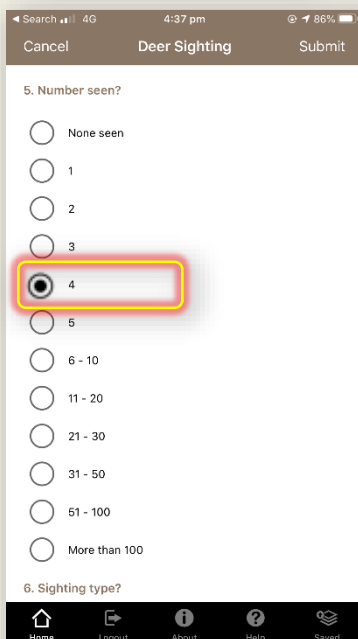 Search 4G 4:37 pm 86%
Cancel Deer Sighting Submit
5. Number seen?
None seen
1
2
3
4
5
6 - 10
11 - 20
21 - 30
31 - 50
51 - 100
More than 100
6. Sighting type?
Home Logout About Help Saved